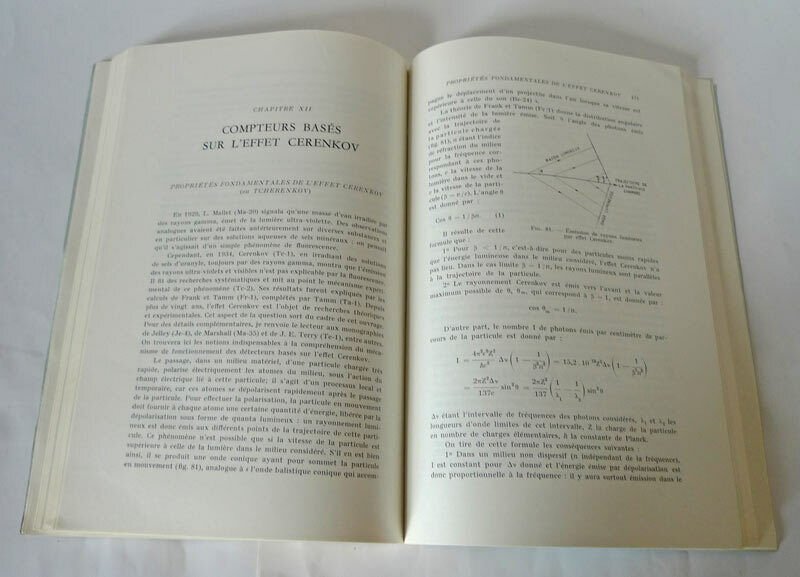 CHAPITRE XII
COMPTEURS BASÉS
SUR L'EFFET CERENKOV
PROPRIÉTÉS FONDAMENTALES DE L'EFFET CERENKOV
(ou TCHERENKOV)
En 1929, L. Mallet (Ma-29) signala qu'une masse d'eau irradiée par
des rayons gamma, émet de la lumière ultra-violette. Des observations
analogues avaient été faites antérieurement sur diverses substances et
en particulier sur des solutions aqueuses de sels minéraux : on pensait
qu'il s'agissait d'un simple phénomène de fluorescence.
Cependant, en 1934, Cerenkov (Tc-1), en irradiant des solutions
de sels d'uranyle, toujours par des rayons gamma, montra que l'émission
des rayons ultra-violets et visibles n'est pas explicable par la fluorescence.
Il fit des recherches systématiques et mit au point le mécanisme expéri-
mental de ce phénomène (Tc-2). Ses résultats furent expliqués par les
calculs de Frank et Tamm (Fr-1), complétés par Tamm (Ta-1). Depuis
plus de vingt ans, l'effet Cerenkov est l'objet de recherches théoriques
et expérimentales. Cet aspect de la question sort du cadre de cet ouvrage.
Pour des détails complémentaires, je renvoie le lecteur aux monographies
de Jelley (Je-4), de Marshall (Ma-35) et de J. E. Terry (Te-1), entre autres.
On trouvera ici les notions indispensables à la compréhension du méca-
nisme de fonctionnement des détecteurs basés sur l'effet Cerenkov.
Le passage, dans un milieu matériel, d'une particule chargée très
rapide, polarise électriquement les atomes du milieu, sous l'action du
champ électrique lié à cette particule; il s'agit d'un processus local et
temporaire, car ces atomes se dépolarisent rapidement après le passage
de la particule. Pour effectuer la polarisation, la particule en mouvement
doit fournir à chaque atome une certaine quantité d'énergie, libérée par la
dépolarisation sous forme de quanta lumineux : un rayonnement lumi-
neux est donc émis aux différents points de la trajectoire de cette parti-
cule. Ce phénomène n'est possible que si la vitesse de la particule est
supérieure à celle de la lumière dans le milieu considéré. S'il en est bien
ainsi, il se produit une onde conique ayant pour sommet la particule
en mouvement (fig. 81), analogue à « l'onde balistique conique qui accom-
PROPRIÉTÉS FONDAMENTALES DE L'EFFET CERENKOV
pagne le déplacement d'un projectile dans l'air lorsque sa vitesse est
supérieure à celle du son (Be-24) ».
La théorie de Frank et Tamm (Fr-1) donne la distribution angulaire
et l'intensité de la lumière émise. Soit θ l'angle des photons émis
avec la trajectoire de
la particule chargée
(fig. 81), n étant l'indice
de réfraction du milieu
pour la fréquence cor-
respondant à ces pho-
tons, c la vitesse de la
lumière dans le vide et
v la vitesse de la parti-
cule (β = v/c). L'angle θ
est donné par :
Cos θ = 1/βn. (1)
RAYON LUMINEUX
TRAJECTOIRE
DE LA PARTICULE
FIG. 81. — Émission de rayons lumineux
par effet Cerenkov.
Il résulte de cette
formule que :
1° Pour β < 1/n, c'est-à-dire pour des particules moins rapides
que l'énergie lumineuse dans le milieu considéré, l'effet Cerenkov n'a
pas lieu. Dans le cas limite β = 1/n, les rayons lumineux sont parallèles
à la trajectoire de la particule.
2° Le rayonnement Cerenkov est émis vers l'avant et la valeur
maximum possible de θ, θm, qui correspond à β = 1, est donnée par :
cos θm = 1/n.
D'autre part, le nombre I de photons émis par centimètre de par-
cours de la particule est donné par :
Δν étant l'intervalle de fréquences des photons considérés, λ1 et λ2 les
longueurs d'onde limites de cet intervalle, Z la charge de la particule
en nombre de charges élémentaires, h la constante de Planck.
On tire de cette formule les conséquences suivantes :
1° Dans un milieu non dispersif (n indépendant de la fréquence),
I est constant pour Δν donné et l'énergie émise par dépolarisation est
donc proportionnelle à la fréquence : il y aura surtout émission dans le